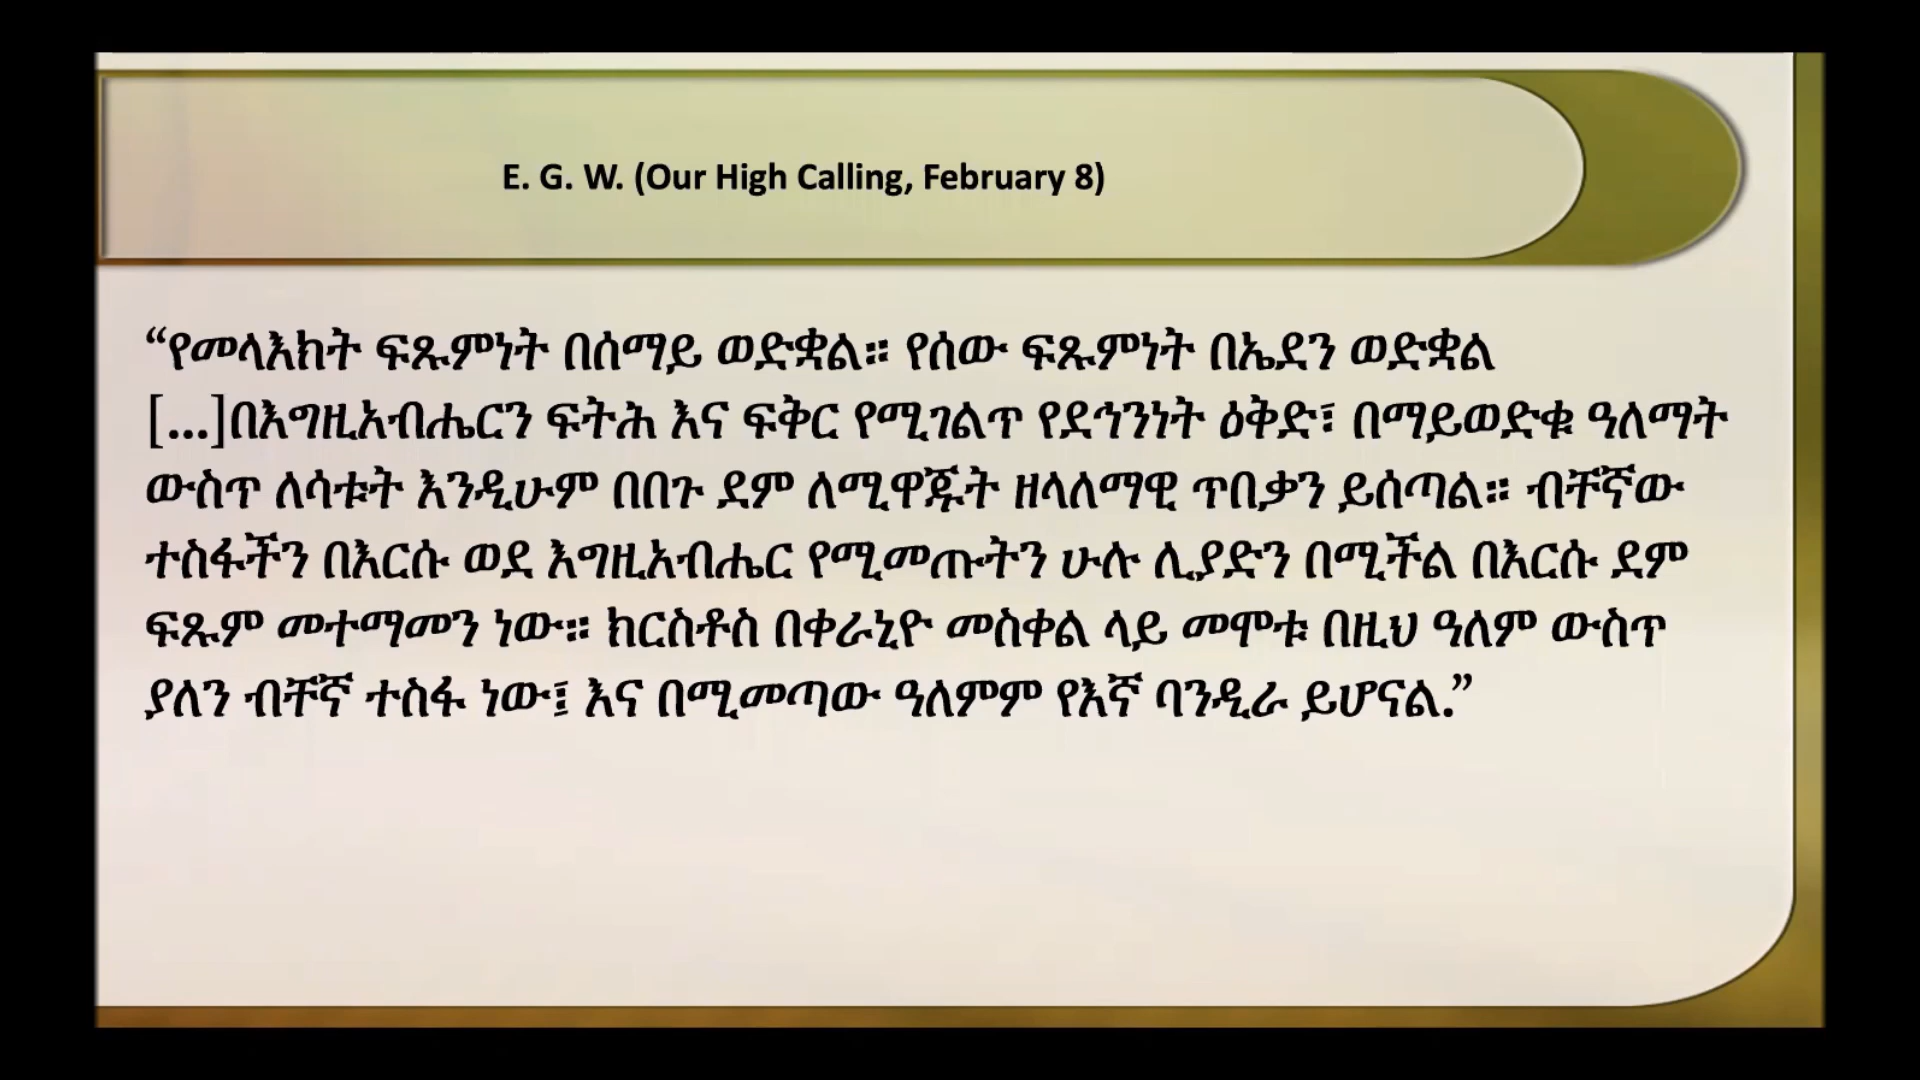 E. G. W. (Our High Calling, February 8)
“የመላእክት ፍጹምነት በሰማይ ወድቋል። የሰው ፍጹምነት በኤደን ወድቋል
[...]በእግዚአብሔርን ፍትሕ እና ፍቅር የሚገልጥ የደኅንነት ዕቅድ፣ በማይወድቁ ዓለማት
ውስጥ ለሳቱት እንዲሁም በበጉ ደም ለሚዋጁት ዘላለማዊ ጥበቃን ይሰጣል። ብቸኛው
ተስፋችን በእርሱ ወደ እግዚአብሔር የሚመጡትን ሁሉ ሊያድን በሚችል በእርሱ ደም
ፍጹም መተማመን ነው። ክርስቶስ በቀራኒዮ መስቀል ላይ መሞቱ በዚህ ዓለም ውስጥ
ያለን ብቸኛ ተስፋ ነው፤ እና በሚመጣው ዓለምም የእኛ ባንዲራ ይሆናል.”